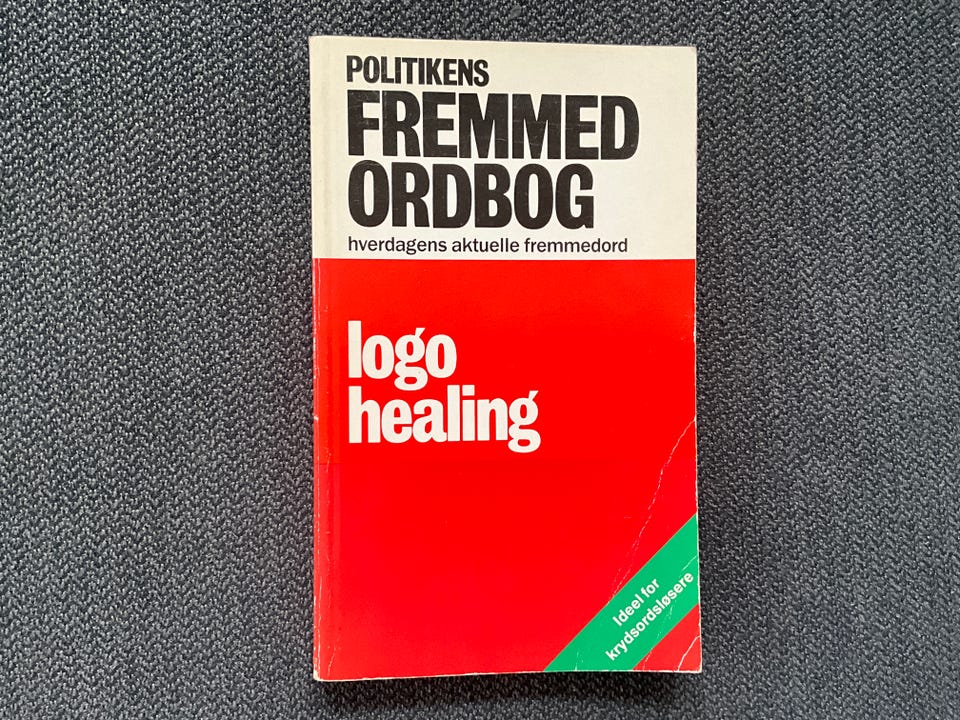 POLITIKENS
FREMMED
ORDBOG
hverdagens aktuelle fremmedord
logo
healing
Ideel for
krydsordsløsere